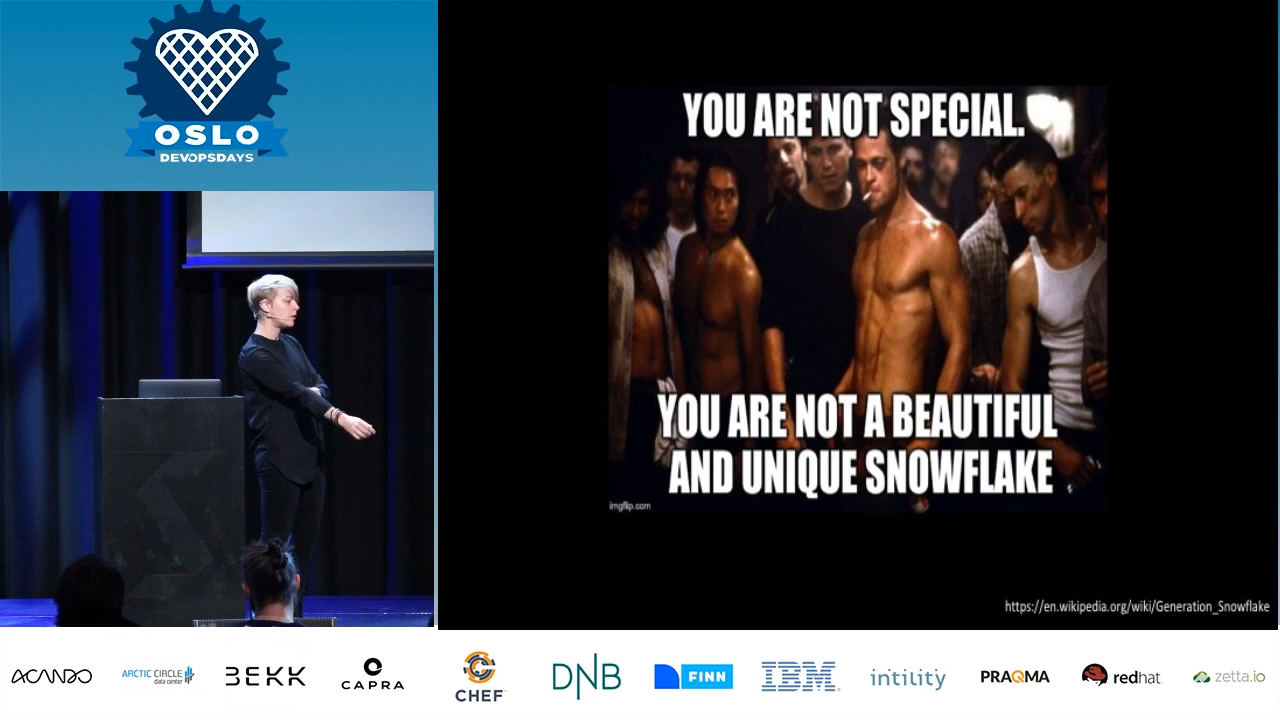 OSLO
DEVOPSDAYS
YOU ARE NOT SPECIAL.
YOU ARE NOT A BEAUTIFUL
AND UNIQUE SNOWFLAKE
imgflip.com
https://en.wikipedia.org/wiki/Generation_Snowflake
ACANDO
ARCTIC CIRCLE
data center
BEKK
CAPRA
CHEF
DNB
FINN
IBM
intility
PRAQMA
redhat
zetta.io